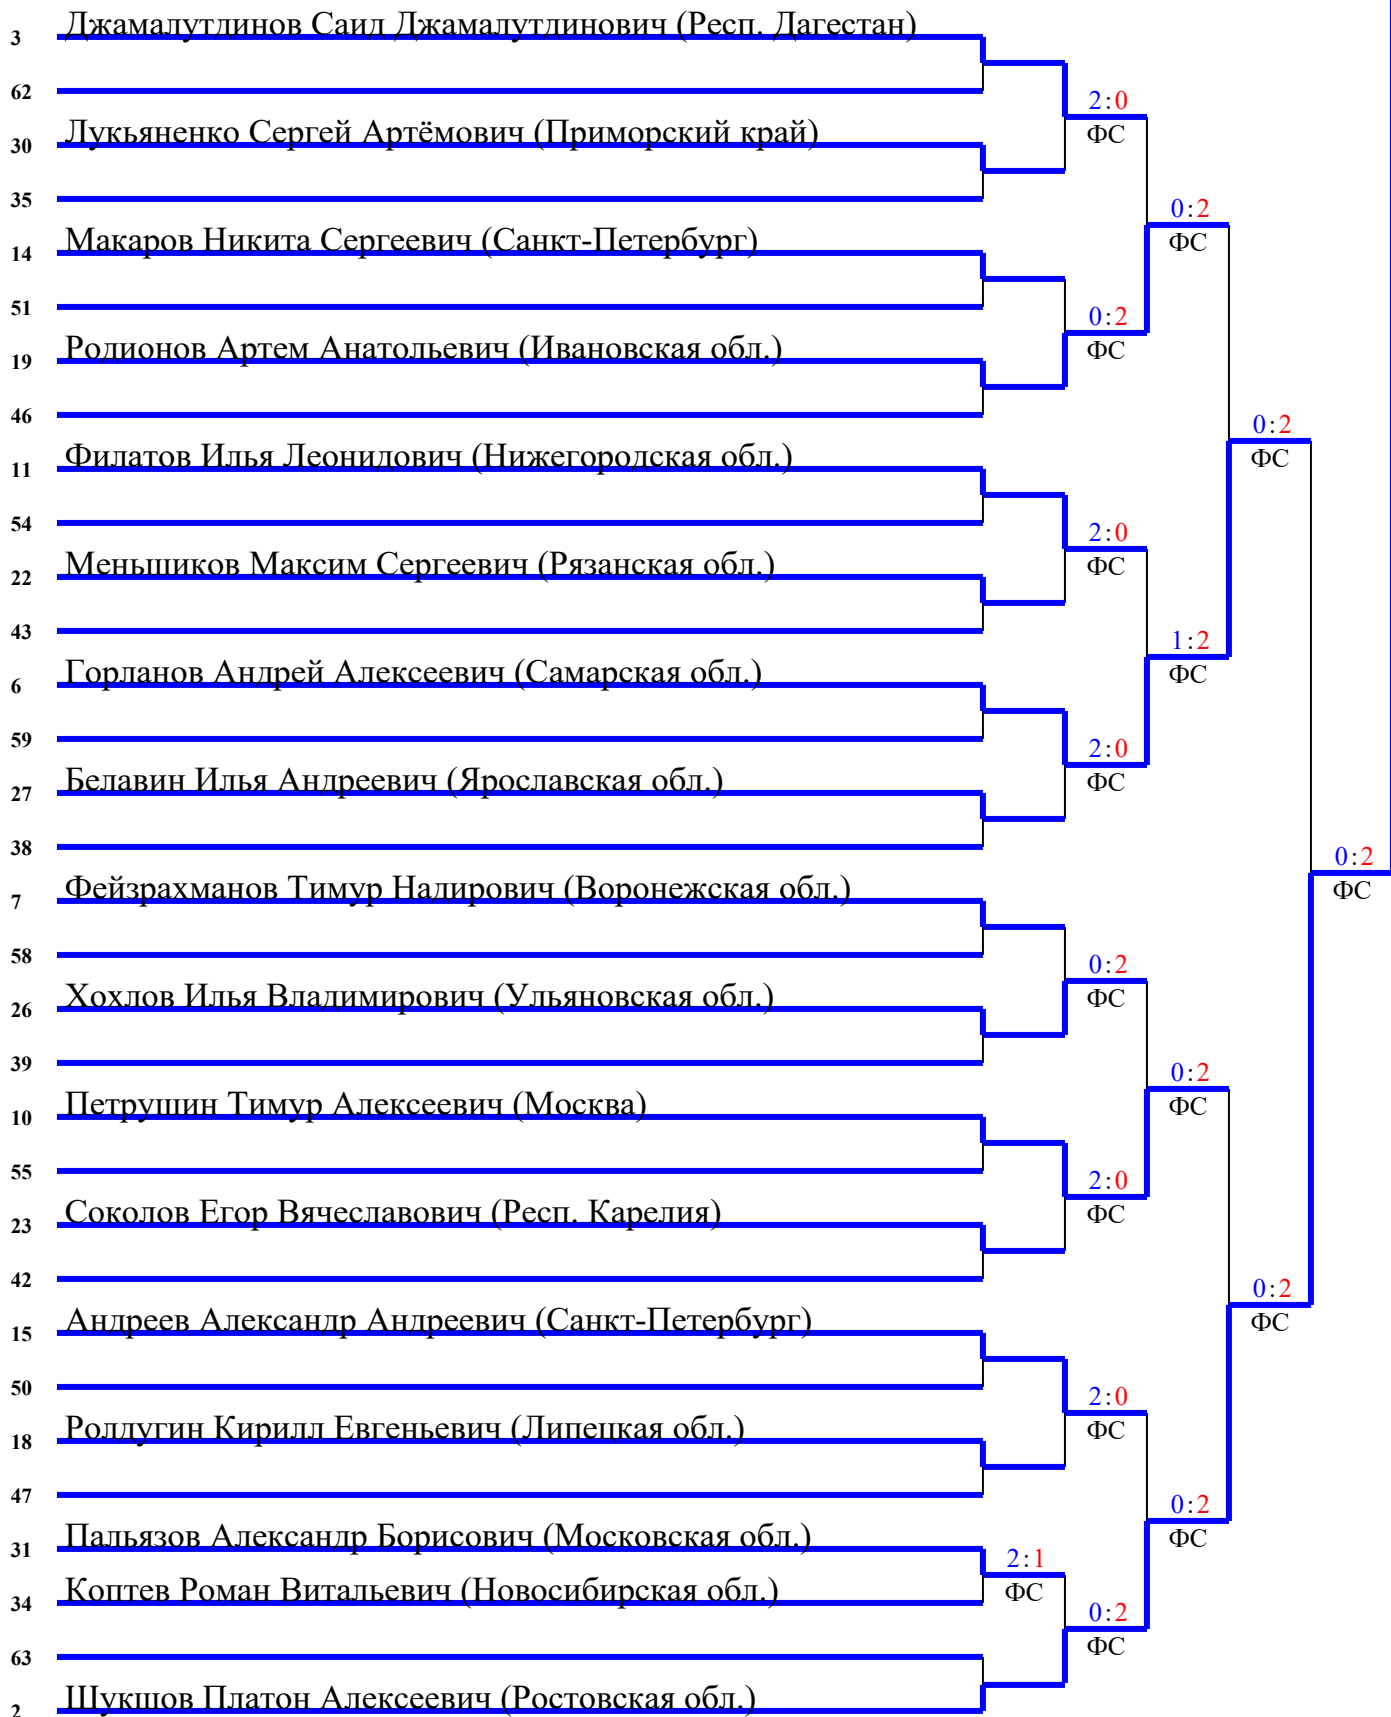 3 Джамалутдинов Саид Джамалутдинович (Респ. Дагестан)
62
2:0
ФС
30 Лукьяненко Сергей Артёмович (Приморский край)
35
0:2
ФС
14 Макаров Никита Сергеевич (Санкт-Петербург)
51
0:2
ФС
19 Родионов Артем Анатольевич (Ивановская обл.)
46
0:2
ФС
11 Филатов Илья Леонидович (Нижегородская обл.)
54
2:0
ФС
22 Меньшиков Максим Сергеевич (Рязанская обл.)
43
1:2
ФС
6 Горланов Андрей Алексеевич (Самарская обл.)
59
2:0
ФС
27 Белавин Илья Андреевич (Ярославская обл.)
38
0:2
ФС
7 Фейзрахманов Тимур Надирович (Воронежская обл.)
58
0:2
ФС
26 Хохлов Илья Владимирович (Ульяновская обл.)
39
0:2
ФС
10 Петрушин Тимур Алексеевич (Москва)
55
2:0
ФС
23 Соколов Егор Вячеславович (Респ. Карелия)
42
0:2
ФС
15 Андреев Александр Андреевич (Санкт-Петербург)
50
2:0
ФС
18 Ролдугин Кирилл Евгеньевич (Липецкая обл.)
47
0:2
ФС
31 Пальязов Александр Борисович (Московская обл.)
2:1
ФС
34 Коптев Роман Витальевич (Новосибирская обл.)
0:2
ФС
63
2 Шукшов Платон Алексеевич (Ростовская обл.)